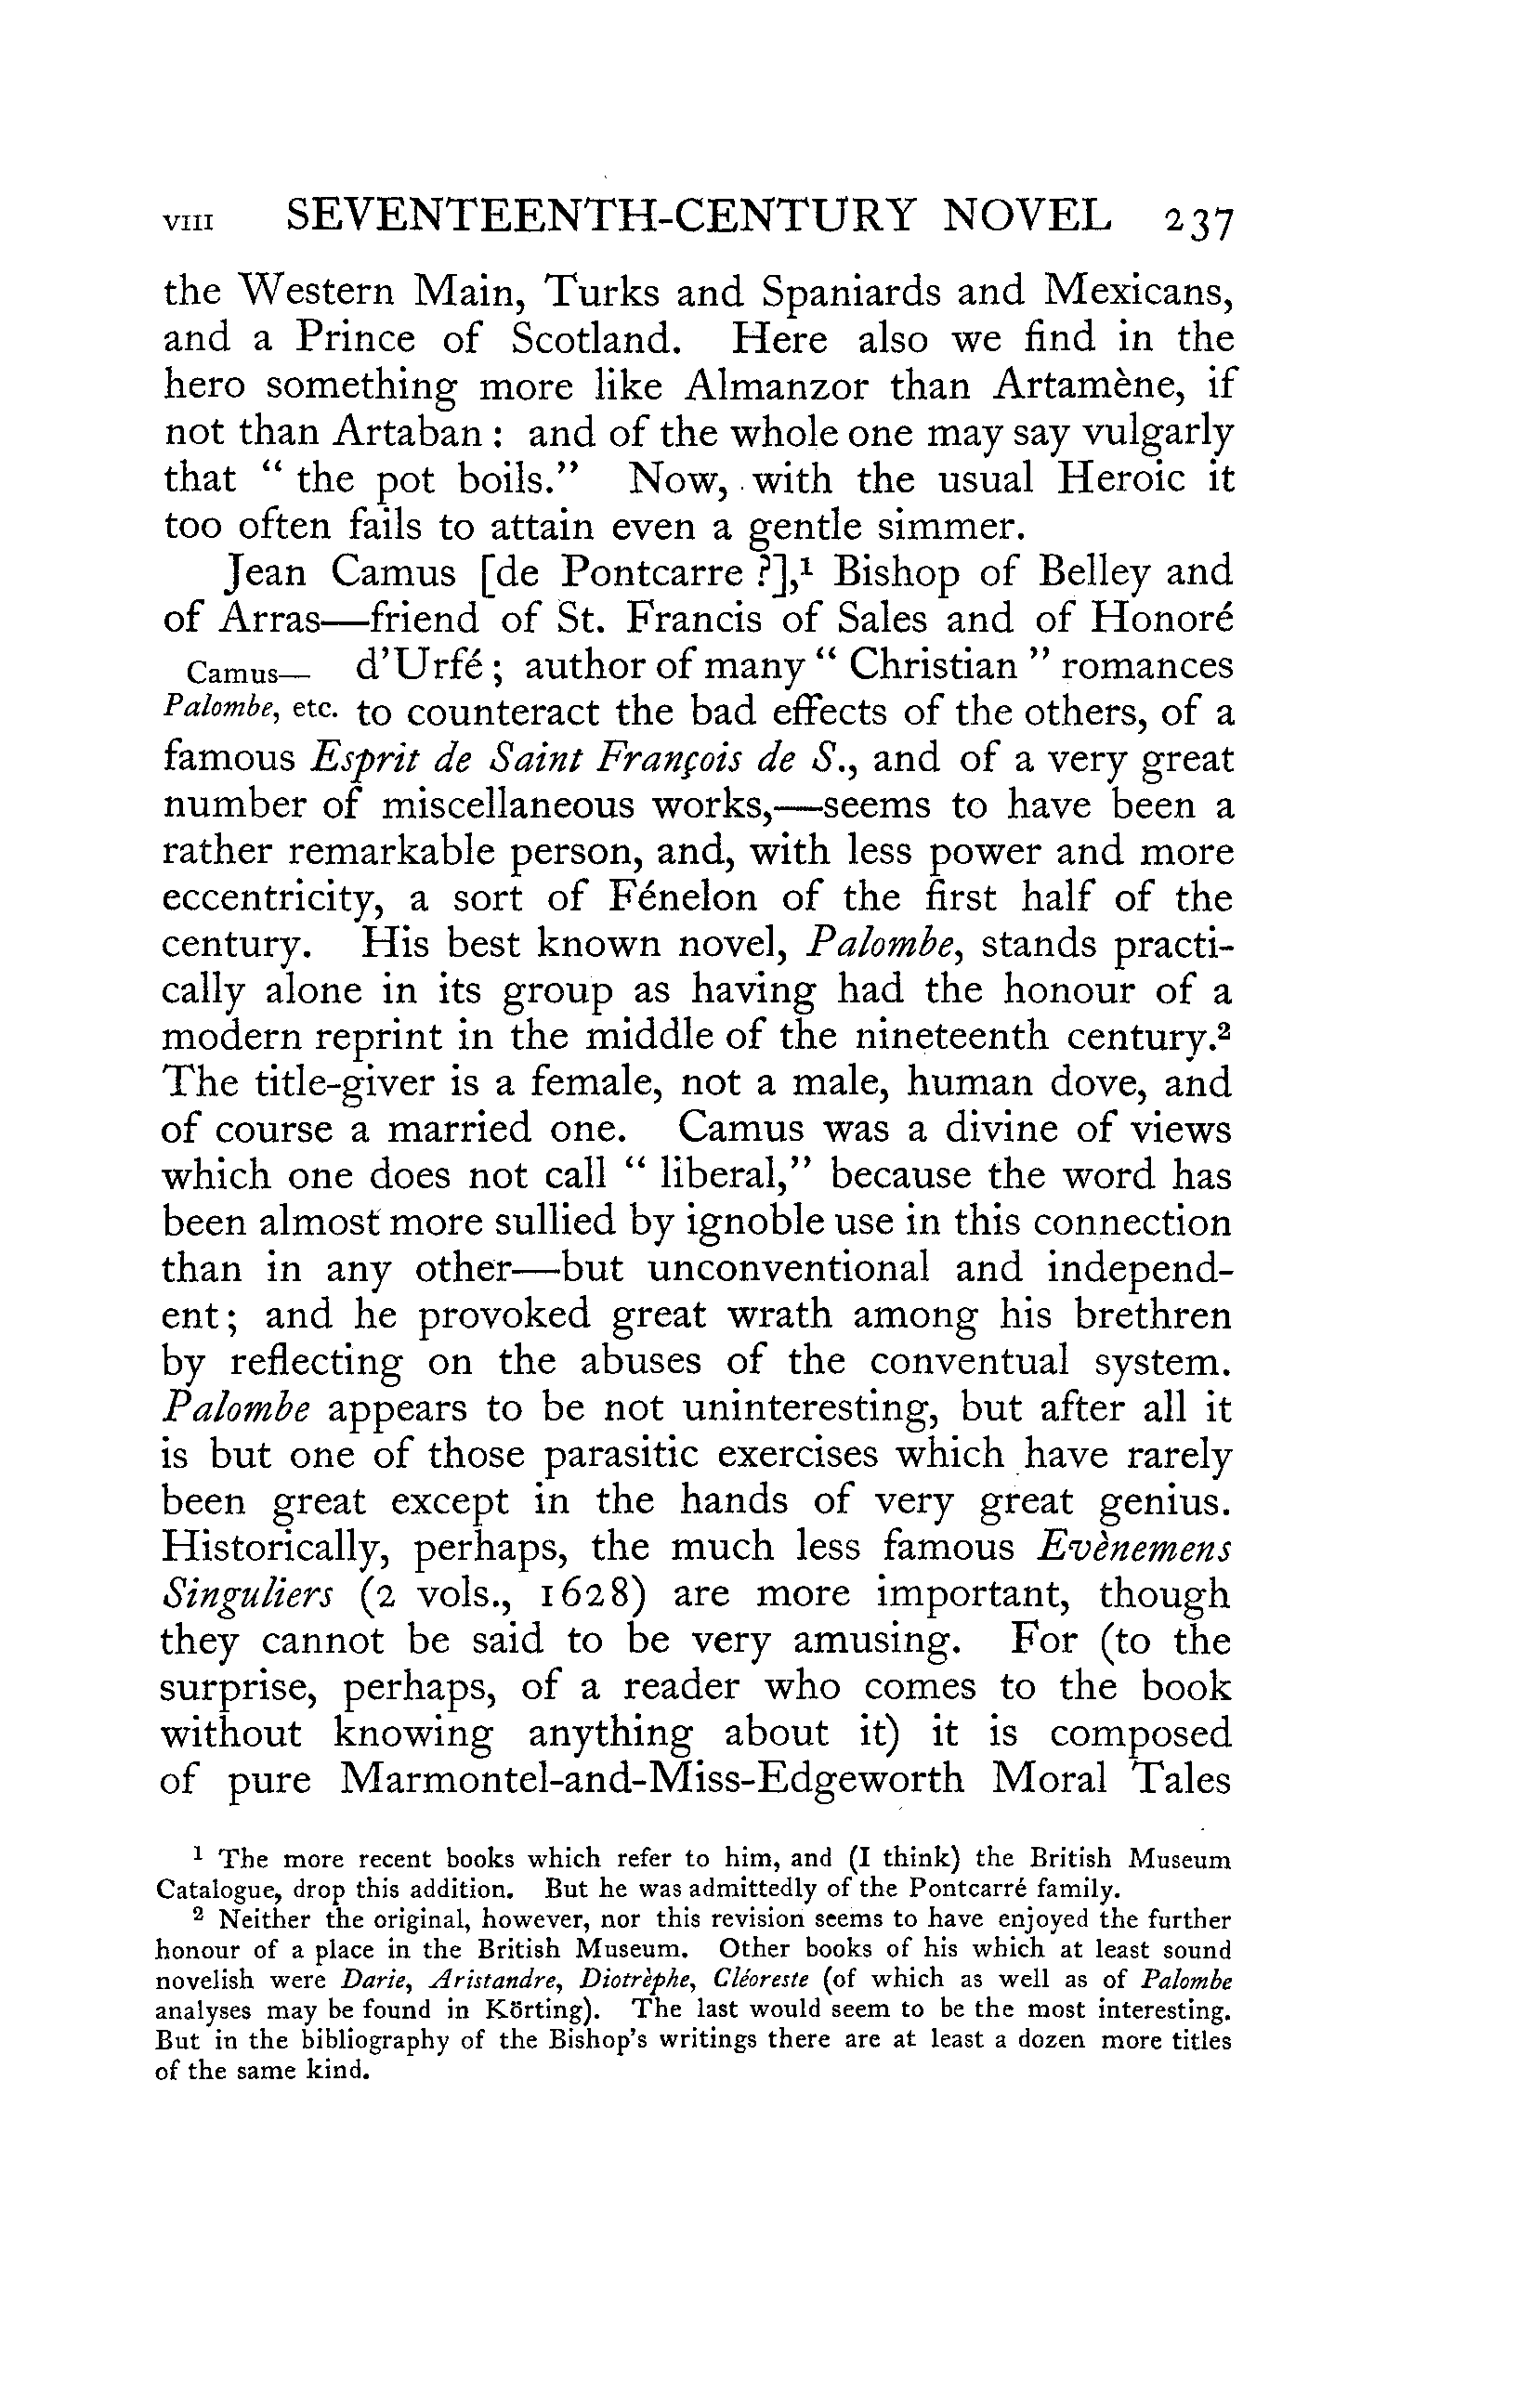 VIII SEVENTEENTH-CENTURY NOVEL 237
the Western Main, Turks and Spaniards and Mexicans,
and a Prince of Scotland. Here also we find in the
hero something more like Almanzor than Artamène, if
not than Artaban : and of the whole one may say vulgarly
that “ the pot boils.” Now, with the usual Heroic it
too often fails to attain even a gentle simmer.
Jean Camus [de Pontcarre ?],¹ Bishop of Belley and
of Arras—friend of St. Francis of Sales and of Honoré
Camus— d’Urfé ; author of many “ Christian ” romances
Palombe, etc. to counteract the bad effects of the others, of a
famous Esprit de Saint François de S., and of a very great
number of miscellaneous works,—seems to have been a
rather remarkable person, and, with less power and more
eccentricity, a sort of Fénelon of the first half of the
century. His best known novel, Palombe, stands practi-
cally alone in its group as having had the honour of a
modern reprint in the middle of the nineteenth century.²
The title-giver is a female, not a male, human dove, and
of course a married one. Camus was a divine of views
which one does not call “ liberal,” because the word has
been almost more sullied by ignoble use in this connection
than in any other—but unconventional and independ-
ent ; and he provoked great wrath among his brethren
by reflecting on the abuses of the conventual system.
Palombe appears to be not uninteresting, but after all it
is but one of those parasitic exercises which have rarely
been great except in the hands of very great genius.
Historically, perhaps, the much less famous Evènemens
Singuliers (2 vols., 1628) are more important, though
they cannot be said to be very amusing. For (to the
surprise, perhaps, of a reader who comes to the book
without knowing anything about it) it is composed
of pure Marmontel-and-Miss-Edgeworth Moral Tales
¹ The more recent books which refer to him, and (I think) the British Museum
Catalogue, drop this addition. But he was admittedly of the Pontcarré family.
² Neither the original, however, nor this revision seems to have enjoyed the further
honour of a place in the British Museum. Other books of his which at least sound
novelish were Darie, Aristandre, Diotrèphe, Cléoreste (of which as well as of Palombe
analyses may be found in Körting). The last would seem to be the most interesting.
But in the bibliography of the Bishop’s writings there are at least a dozen more titles
of the same kind.